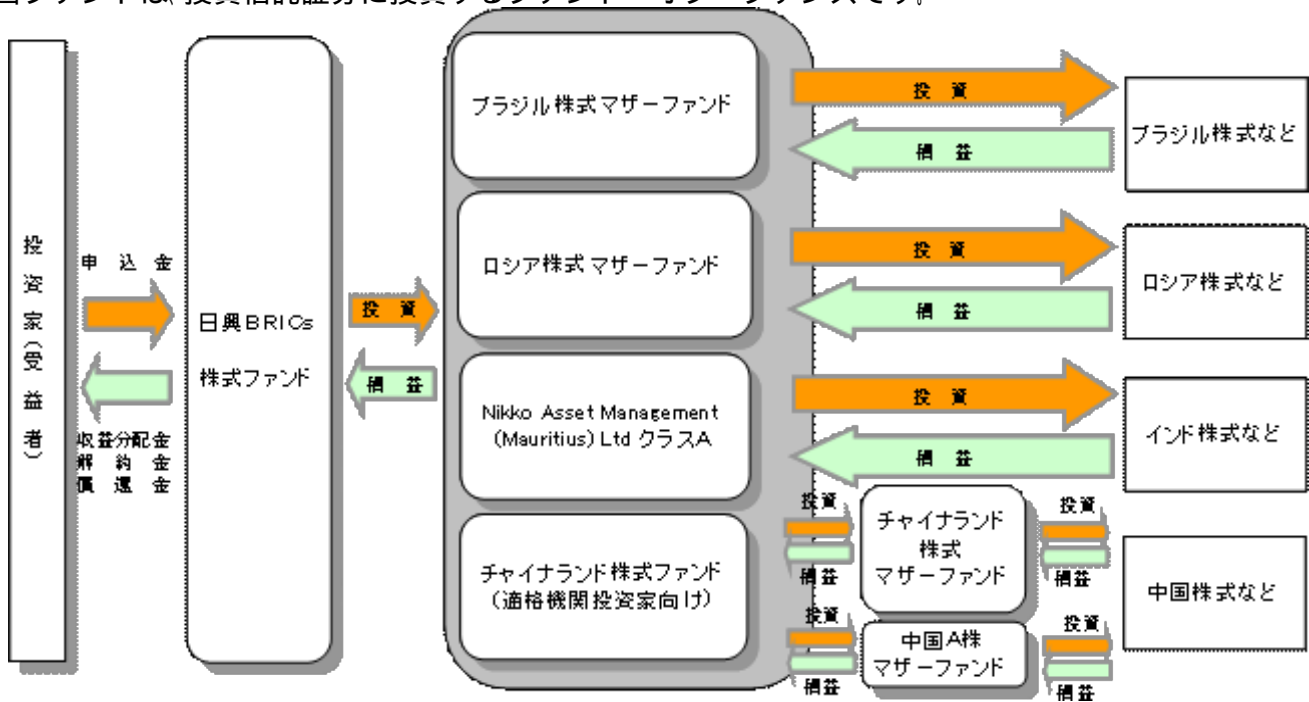 当ファンドは、投資信託証券に投資するファンド・オブ・ファンズです。
投資家(受益者)
申込金
収益分配金
解約金
償還金
日興BRICs
株式ファンド
投資
損益
ブラジル株式マザーファンド
ロシア株式マザーファンド
Nikko Asset Management
(Mauritius) Ltd クラスA
チャイナランド株式ファンド
(適格機関投資家向け)
投資
損益
ブラジル株式など
投資
損益
ロシア株式など
投資
損益
インド株式など
投資
損益
チャイナランド
株式
マザーファンド
投資
損益
投資
損益
中国A株
マザーファンド
投資
損益
中国株式など